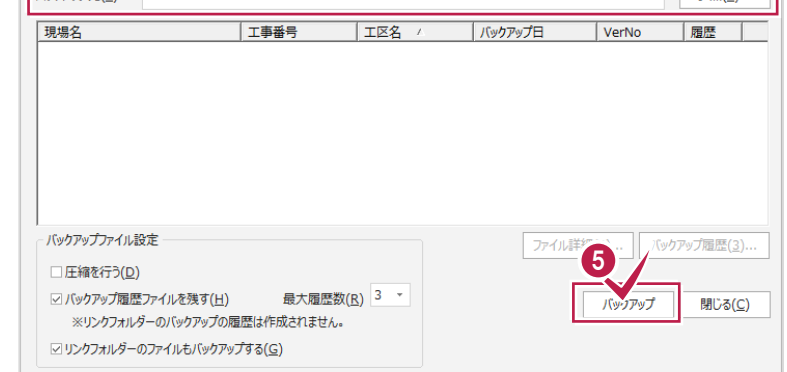 現場名 工事番号 工区名 バックアップ日 VerNo 履歴
バックアップファイル設定
ファイル詳細 ...
バックアップ履歴(3)...
5
圧縮を行う(D)
バックアップ履歴ファイルを残す(H) 最大履歴数(R) 3
※リンクフォルダーのバックアップの履歴は作成されません。
リンクフォルダーのファイルもバックアップする(G)
バックアップ
閉じる(C)